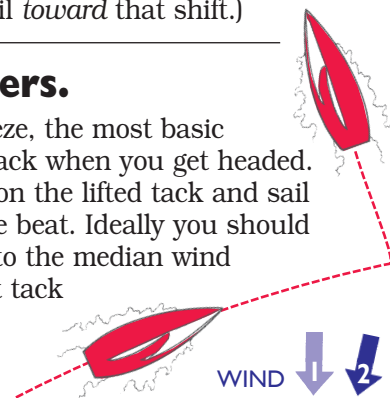 il toward that shift.)
ers.
eze, the most basic
ack when you get headed.
on the lifted tack and sail
e beat. Ideally you should
to the median wind
t tack
WIND 1 2